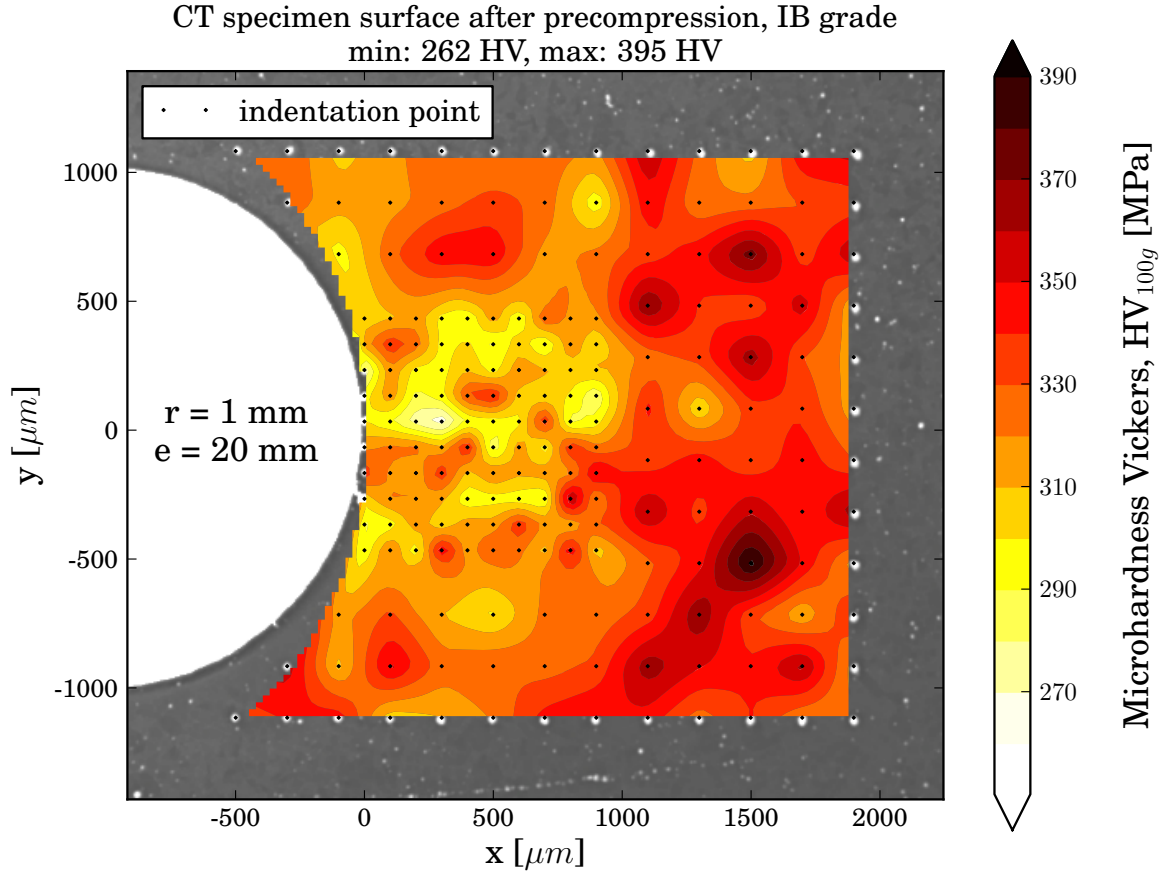 CT specimen surface after precompression, IB grade
min: 262 HV, max: 395 HV
indentation point
r = 1 mm
e = 20 mm
y [μm]
1000
500
0
-500
-1000
-500
0
500
1000
1500
2000
x [μm]
390
370
350
330
310
290
270
Microhardness Vickers, HV100g [MPa]